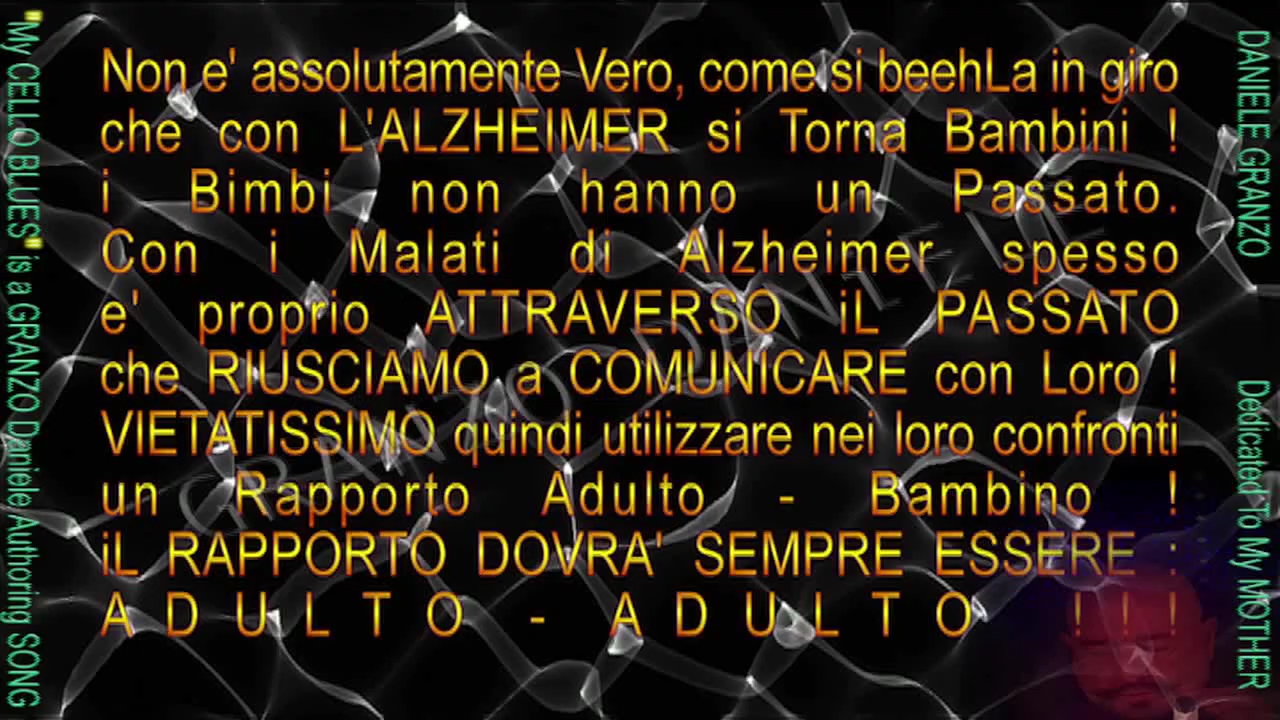 Non e' assolutamente Vero, come si beehLa in giro
che con L'ALZHEIMER si Torna Bambini !
i Bimbi non hanno un Passato.
Con i Malati di Alzheimer spesso
e' proprio ATTRAVERSO iL PASSATO
che RIUSCIAMO a COMUNICARE con Loro !
VIETATISSIMO quindi utilizzare nei loro confronti
un Rapporto Adulto - Bambino !
iL RAPPORTO DOVRA' SEMPRE ESSERE :
A D U L T O - A D U L T O ! ! !
"My CELLO BLUES" is a GRANZO Daniele Authoring SONG
DANIELE GRANZO
Dedicated To My MOTHER
GRANZO DANIELE